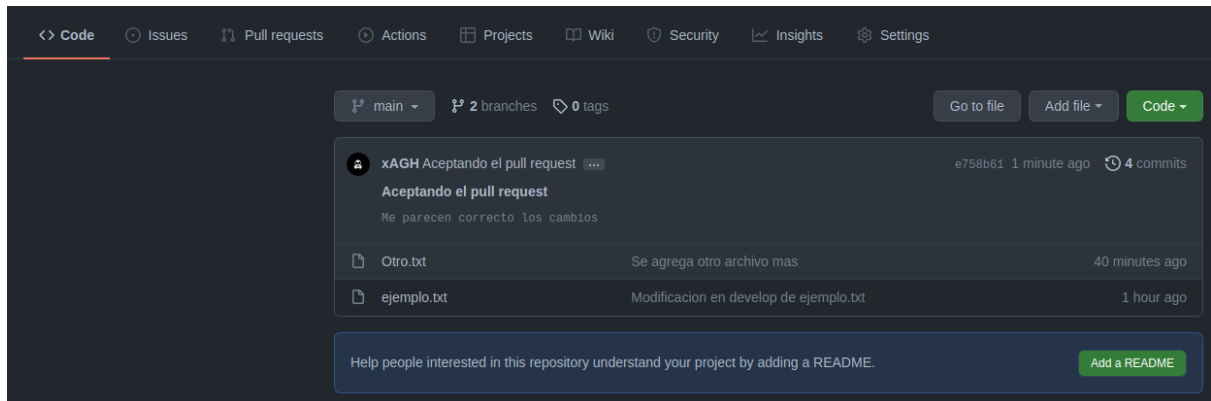 <> Code Issues Pull requests Actions Projects Wiki Security Insights Settings
main 2 branches 0 tags Go to file Add file Code
xAGH Aceptando el pull request ... e758b61 1 minute ago 4 commits
Aceptando el pull request
Me parecen correcto los cambios
Otro.txt Se agrega otro archivo mas 40 minutes ago
ejemplo.txt Modificacion en develop de ejemplo.txt 1 hour ago
Help people interested in this repository understand your project by adding a README. Add a README